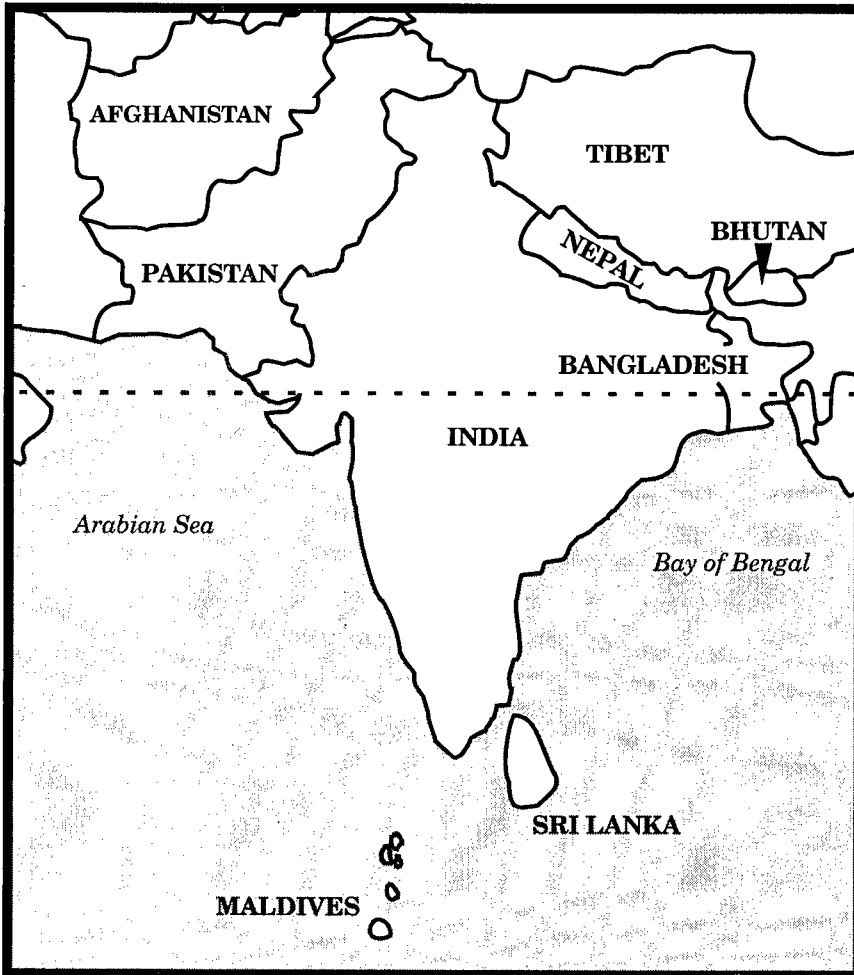 AFGHANISTAN
TIBET
BHUTAN
NEPAL
PAKISTAN
BANGLADESH
INDIA
Arabian Sea
Bay of Bengal
SRI LANKA
MALDIVES